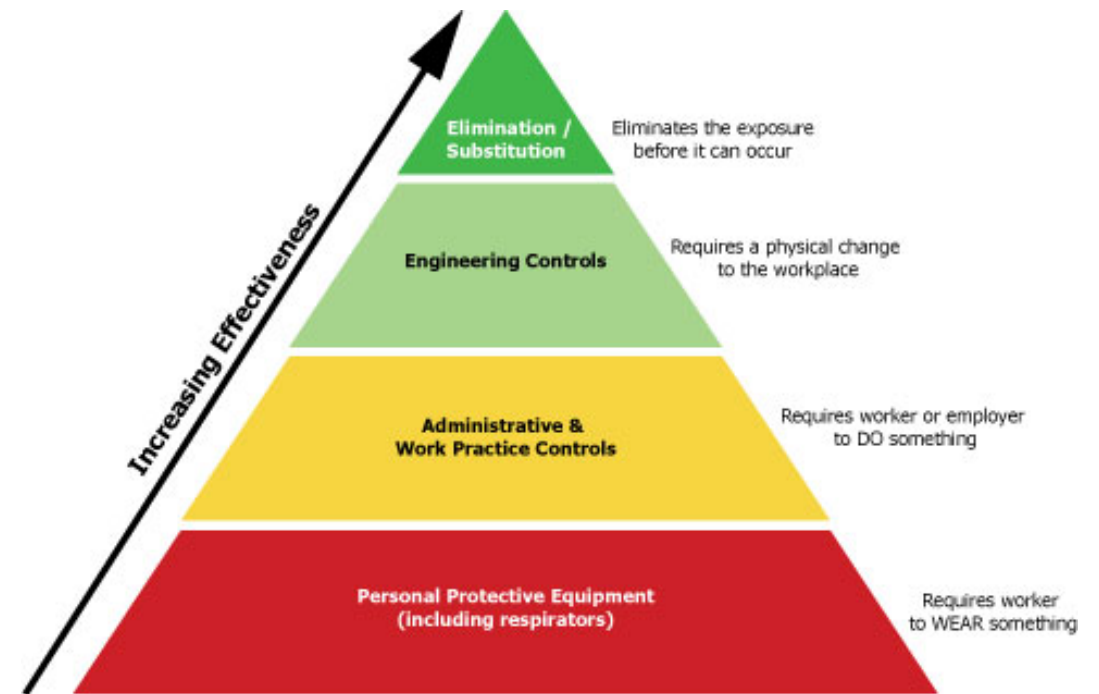 Increasing Effectiveness
Elimination /
Substitution
Eliminates the exposure
before it can occur
Engineering Controls
Requires a physical change
to the workplace
Administrative &
Work Practice Controls
Requires worker or employer
to DO something
Personal Protective Equipment
(including respirators)
Requires worker
to WEAR something